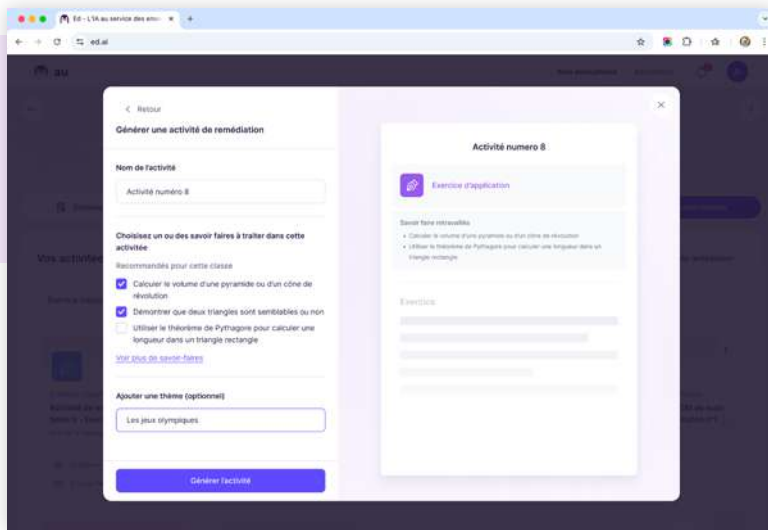 Ed - L'IA au service des ense
ed.ai
au
Retour
Générer une activité de remédiation
Nom de l'activité
Activité numéro 8
Choisisez un ou des savoir faires à traiter dans cette
activitée
Recommandés pour cette classe
Calculer le volume d'une pyramide ou d'un cône de
révolution
Démontrer que deux triangles sont semblables ou non
Utiliser le théorème de Pythagore pour calculer une
longueur dans un triangle rectangle
Voir plus de savoir-faires
Ajouter une thème (optionnel)
Les jeux olympiques
Générer l'activité
Activité numero 8
Exercice d'application
Savoir faire retravaillés
Calculer le volume d'une pyramide ou d'un cône de révolution
Utiliser le théorème de Pythagore pour calculer une longueur dans un
triangle rectangle
Exercice
Vos activitée